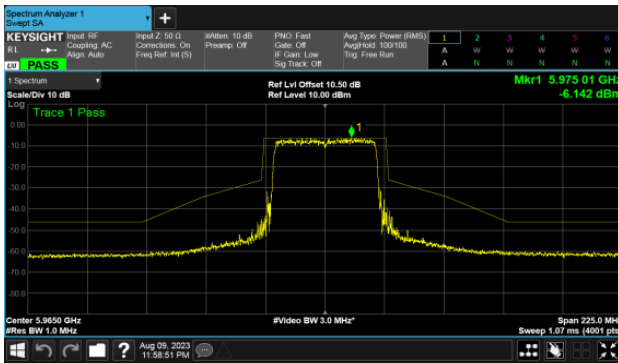 Spectrum Analyzer 1
Swept SA
KEYSIGHT Input: RF Input Z: 50 Ω #Atten: 10 dB PNO: Fast Avg Type: Power (RMS) 1 2 3 4 5 6
RL Coupling: AC Corrections: On Preamp: Off Gate: Off Avg|Hold: 100/100 A W W W W W
Align: Auto Freq Ref: Int (S) IF Gain: Low Trig: Free Run
LXI PASS Sig Track: Off A N N N N N
1 Spectrum Ref Lvl Offset 10.50 dB Mkr1 5.975 01 GHz
Scale/Div 10 dB Ref Level 10.00 dBm -6.142 dBm
Log
Trace 1 Pass
0.00
1
-10.0
-20.0
-30.0
-40.0
-50.0
-60.0
-70.0
-80.0
Center 5.9650 GHz #Video BW 3.0 MHz* Span 225.0 MHz
#Res BW 1.0 MHz Sweep 1.07 ms (4001 pts)
Aug 09, 2023
11:58:51 PM